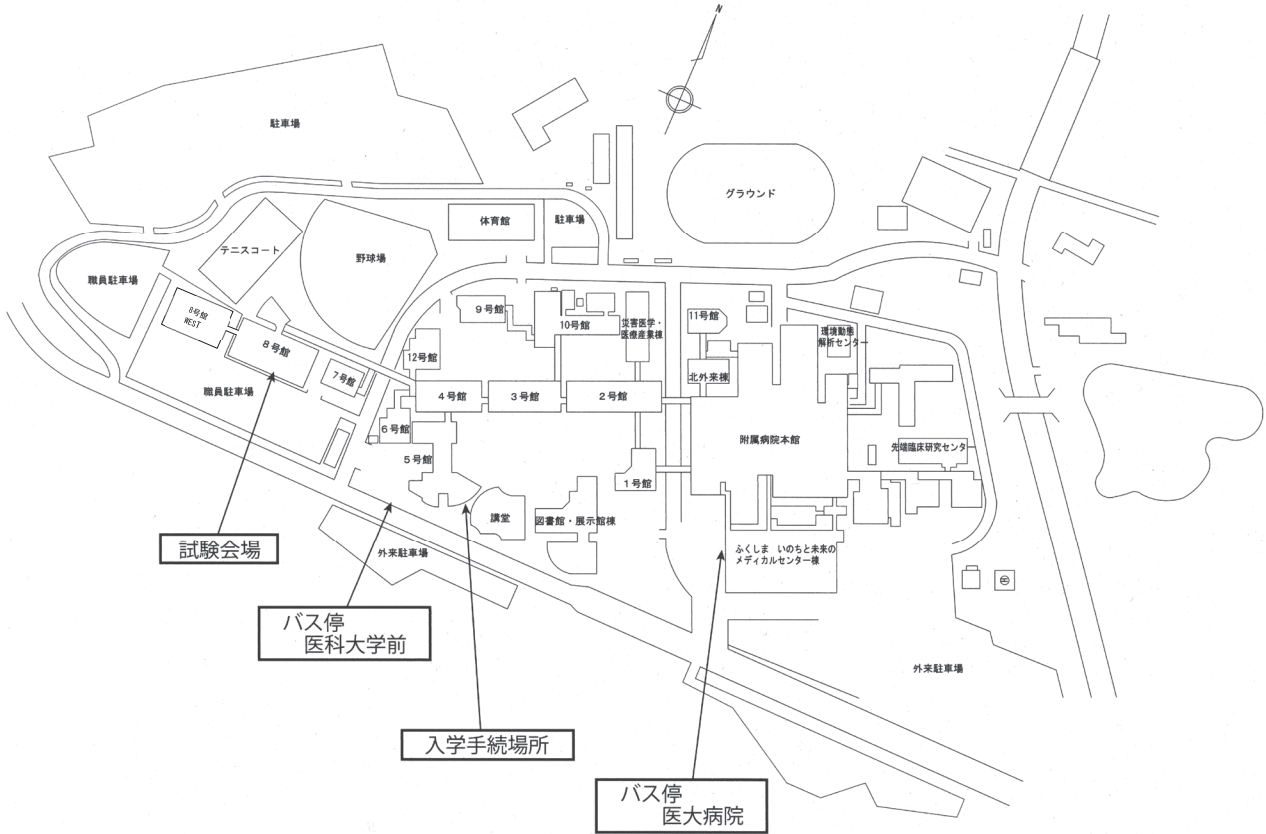 N
駐車場
グラウンド
体育館
駐車場
テニスコート
野球場
職員駐車場
8号館
WEST
8号館
7号館
職員駐車場
9号館
10号館
災害医学・
医療産業棟
11号館
環境動態
解析センター
12号館
北外来棟
4号館
3号館
2号館
6号館
5号館
附属病院本館
先端臨床研究センタ
1号館
講堂
図書館・展示館棟
ふくしま いのちと未来の
メディカルセンター棟
試験会場
外来駐車場
バス停
医科大学前
外来駐車場
入学手続場所
バス停
医大病院
H